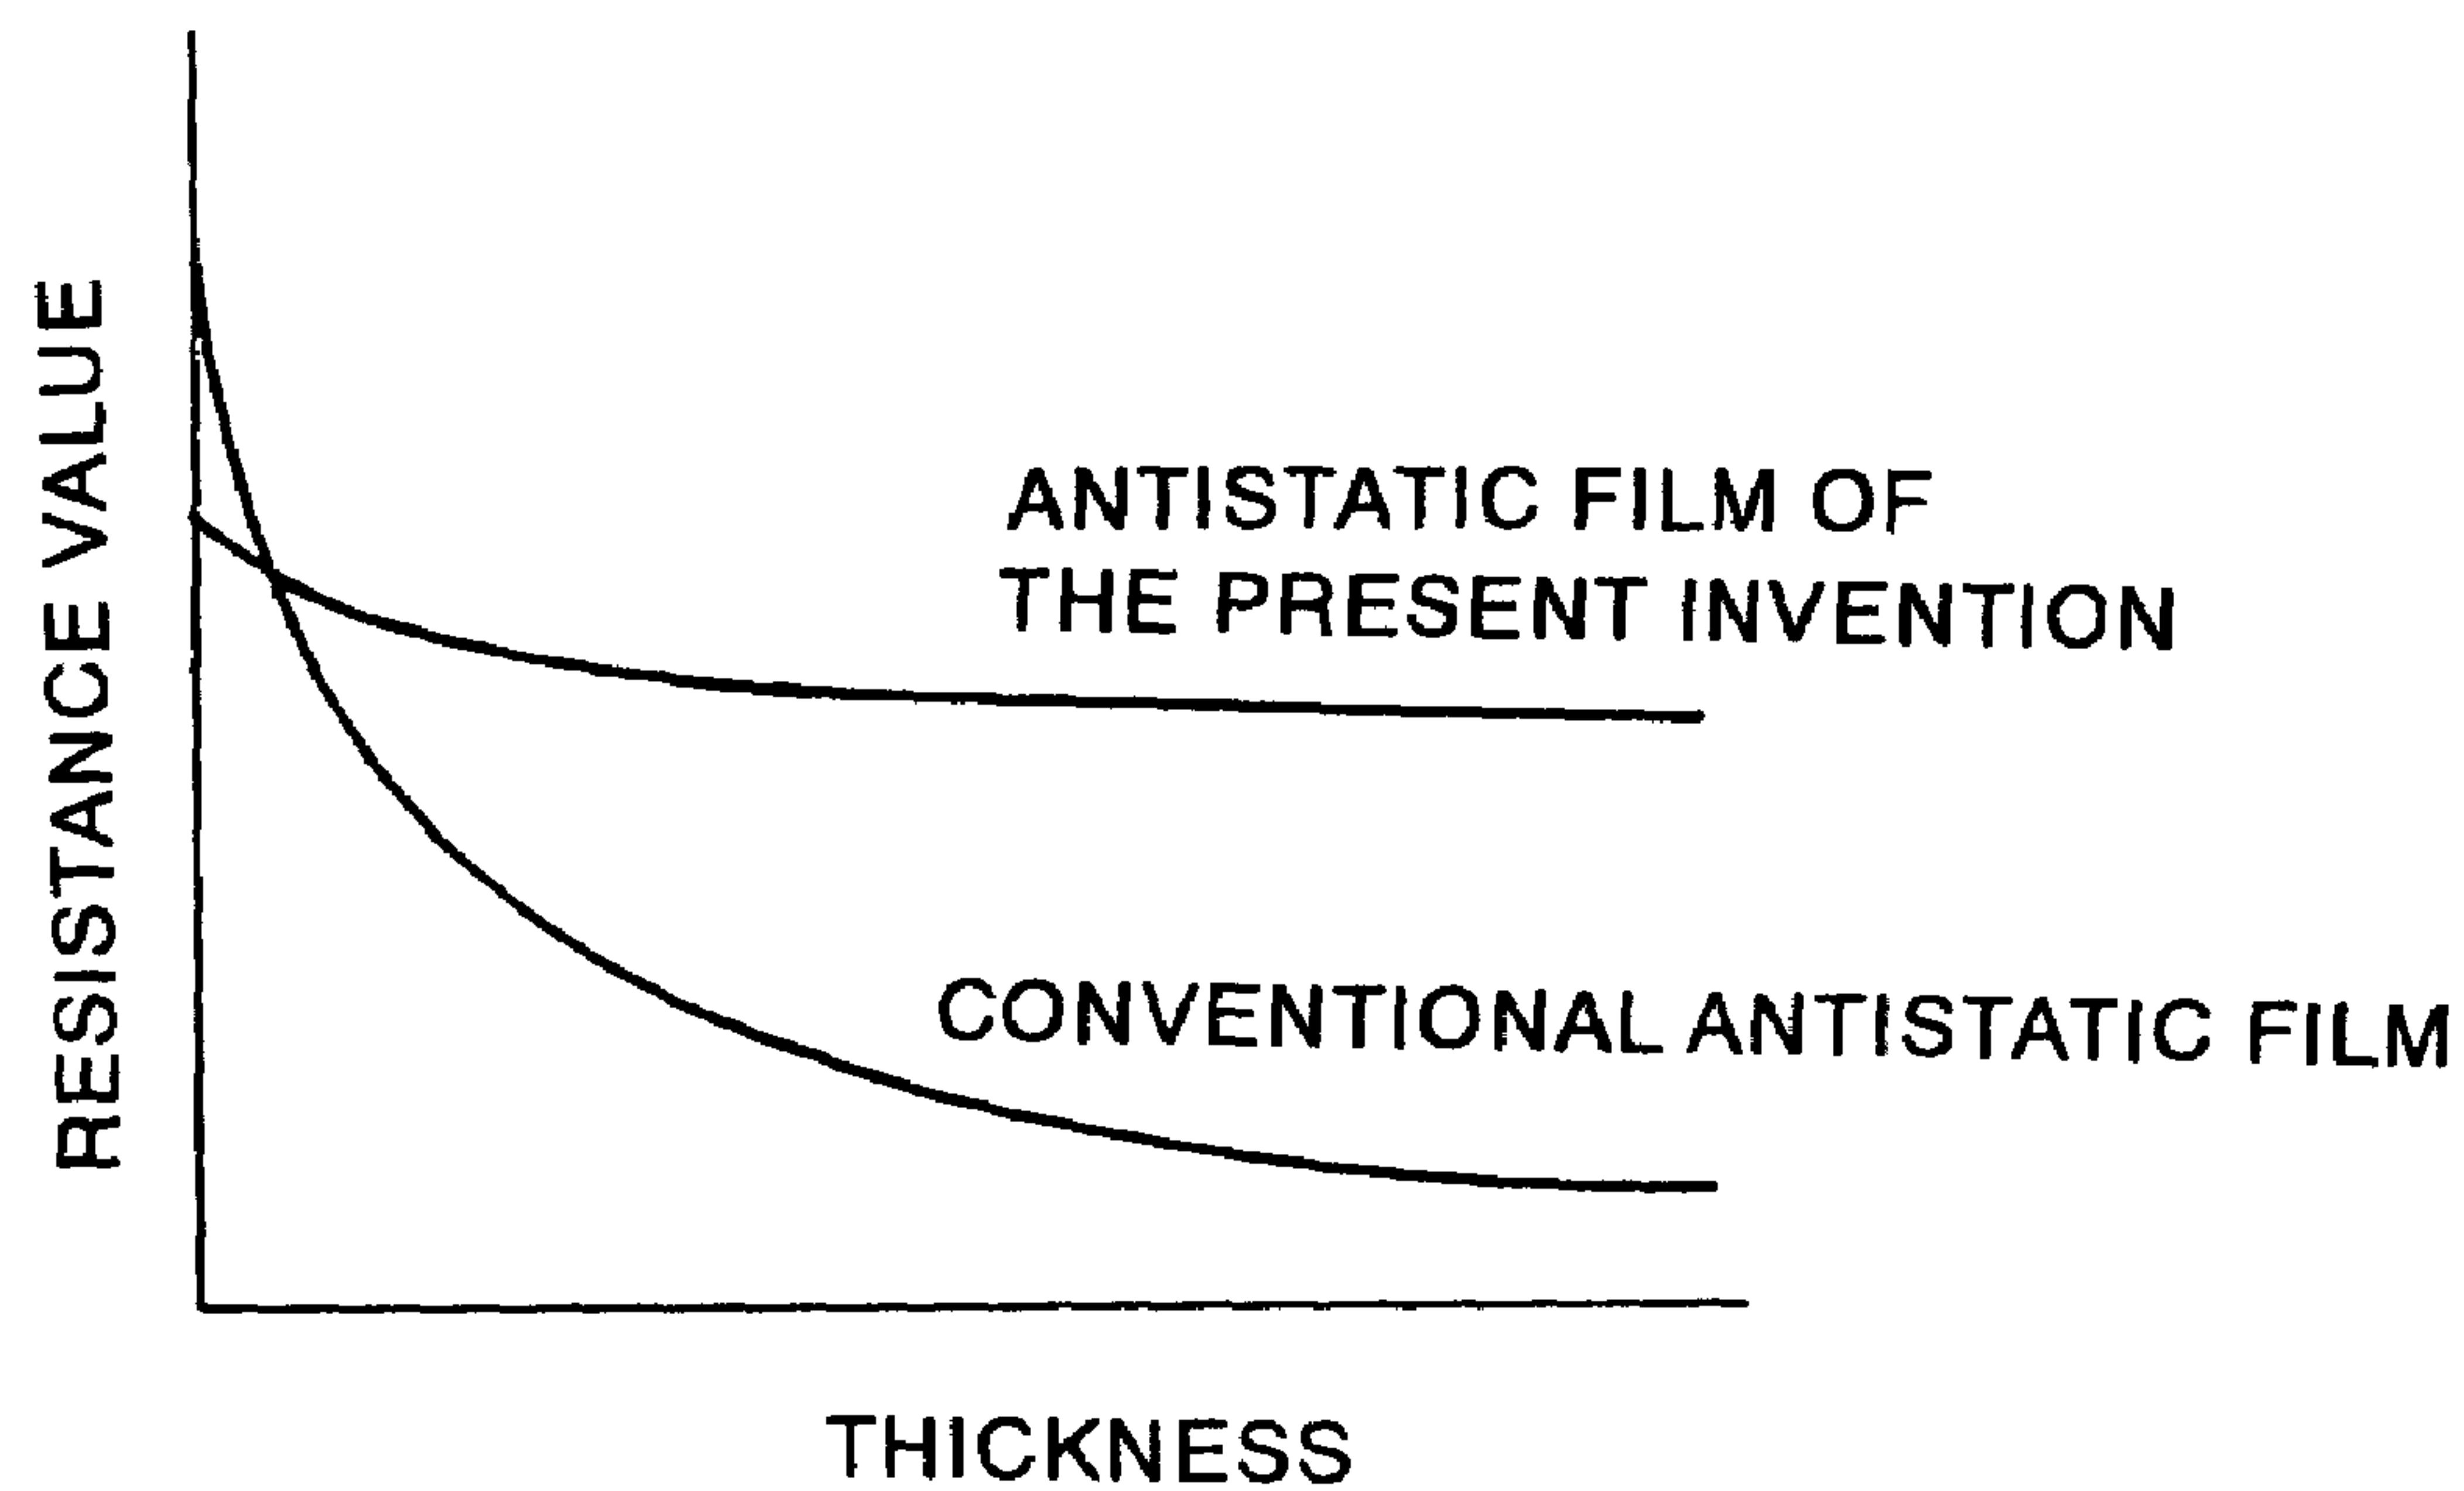 RESISTANCE VALUE
ANTISTATIC FILM OF
THE PRESENT INVENTION
CONVENTIONAL ANTISTATIC FILM
THICKNESS